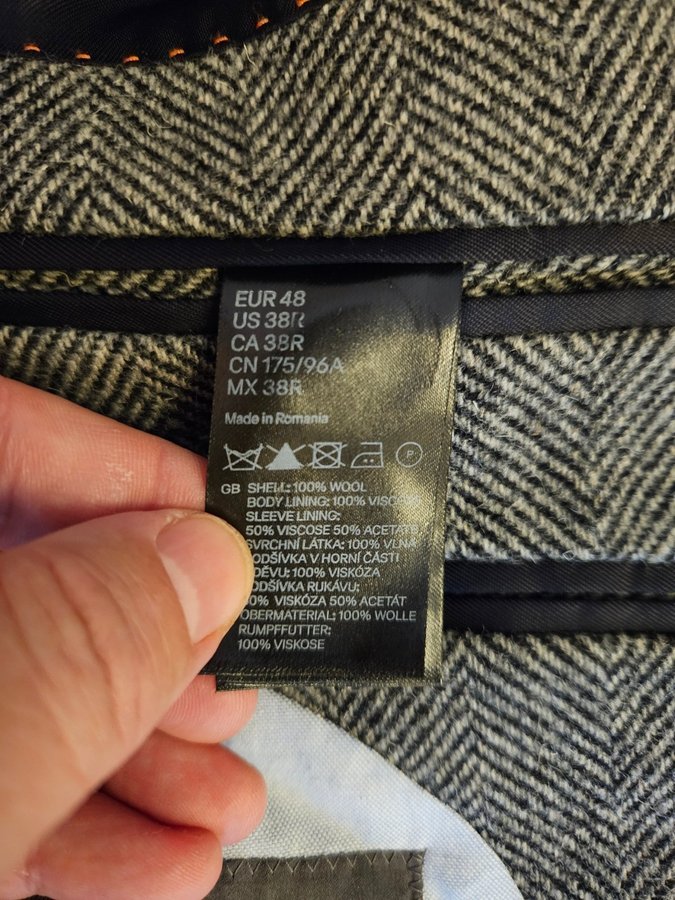 EUR 48
US 38R
CA 38R
CN 175/96A
MX 38R
Made in Romania
P
GB SHELL: 100% WOOL
BODY LINING: 100% VISCOSE
SLEEVE LINING:
50% VISCOSE 50% ACETATE
SVRCHNÍ LÁTKA: 100% VLNA
PODŠÍVKA V HORNÍ ČÁSTI
ODĚVU: 100% VISKÓZA
PODŠÍVKA RUKÁVU:
50% VISKÓZA 50% ACETÁT
OBERMATERIAL: 100% WOLLE
RUMPFFUTTER:
100% VISKOSE